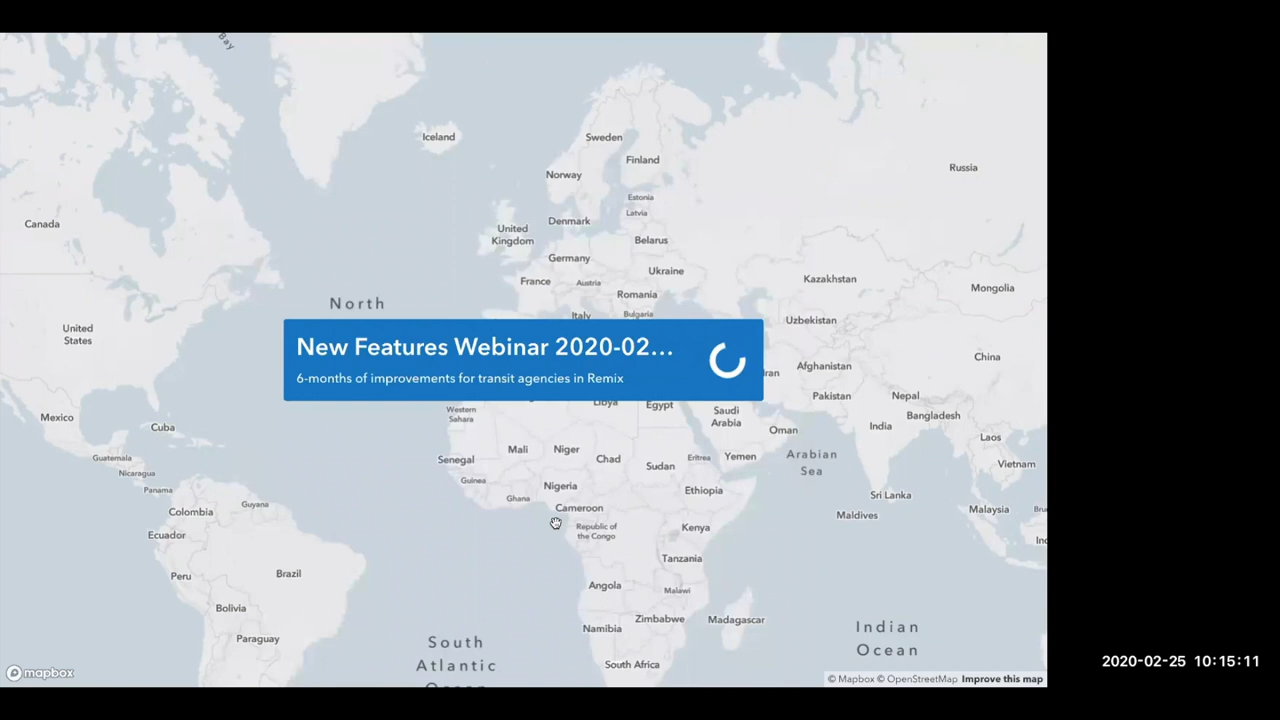 Bay
Iceland
Sweden
Finland
Russia
Norway
Estonia
Latvia
Canada
Denmark
United
Kingdom
Belarus
Germany
Ukraine
France
Austria
Kazakhstan
Mongolia
Romania
North
Italy
Bulgaria
Uzbekistan
United
States
New Features Webinar 2020-02...
6-months of improvements for transit agencies in Remix
China
Afghanistan
Iran
Pakistan
Nepal
Mexico
Western
Sahara
Libya
Egypt
Saudi
Arabia
Bangladesh
Cuba
Oman
India
Laos
Guatemala
Senegal
Mali
Niger
Chad
Sudan
Eritrea
Yemen
Arabian
Sea
Vietnam
Nicaragua
Guinea
Panama
Nigeria
Ethiopia
Sri Lanka
Guyana
Ghana
Colombia
Cameroon
Maldives
Malaysia
Bru
Ecuador
Republic of
the Congo
Kenya
Ind
Tanzania
Peru
Brazil
Angola
Malawi
Bolivia
Zimbabwe
Madagascar
Namibia
Indian
Ocean
Paraguay
South
Atlantic
Ocean
South Africa
mapbox
© Mapbox © OpenStreetMap Improve this map
2020-02-25 10:15:11